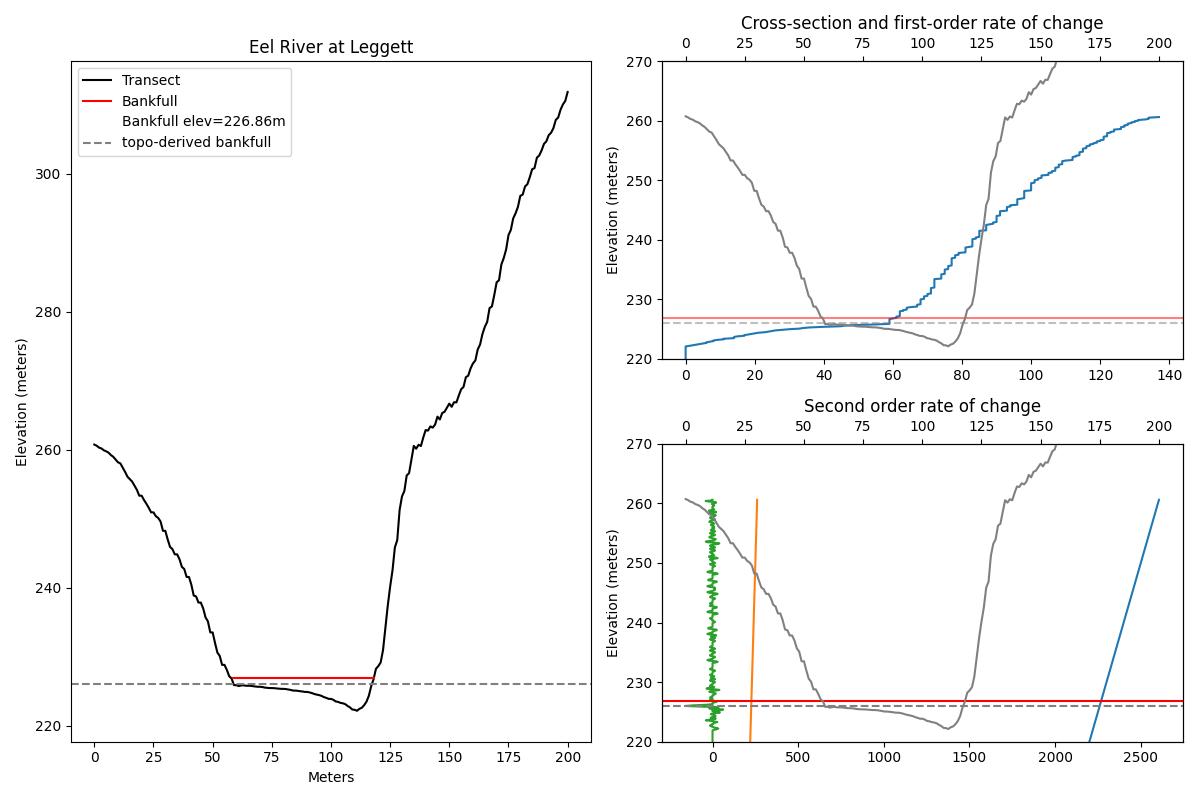 Eel River at Leggett
Transect
Bankfull
Bankfull elev=226.86m
topo-derived bankfull
Elevation (meters)
300
280
260
240
220
0 25 50 75 100 125 150 175 200
Meters
Cross-section and first-order rate of change
0 25 50 75 100 125 150 175 200
Elevation (meters)
270
260
250
240
230
220
0 20 40 60 80 100 120 140
Second order rate of change
0 25 50 75 100 125 150 175 200
Elevation (meters)
270
260
250
240
230
220
0 500 1000 1500 2000 2500